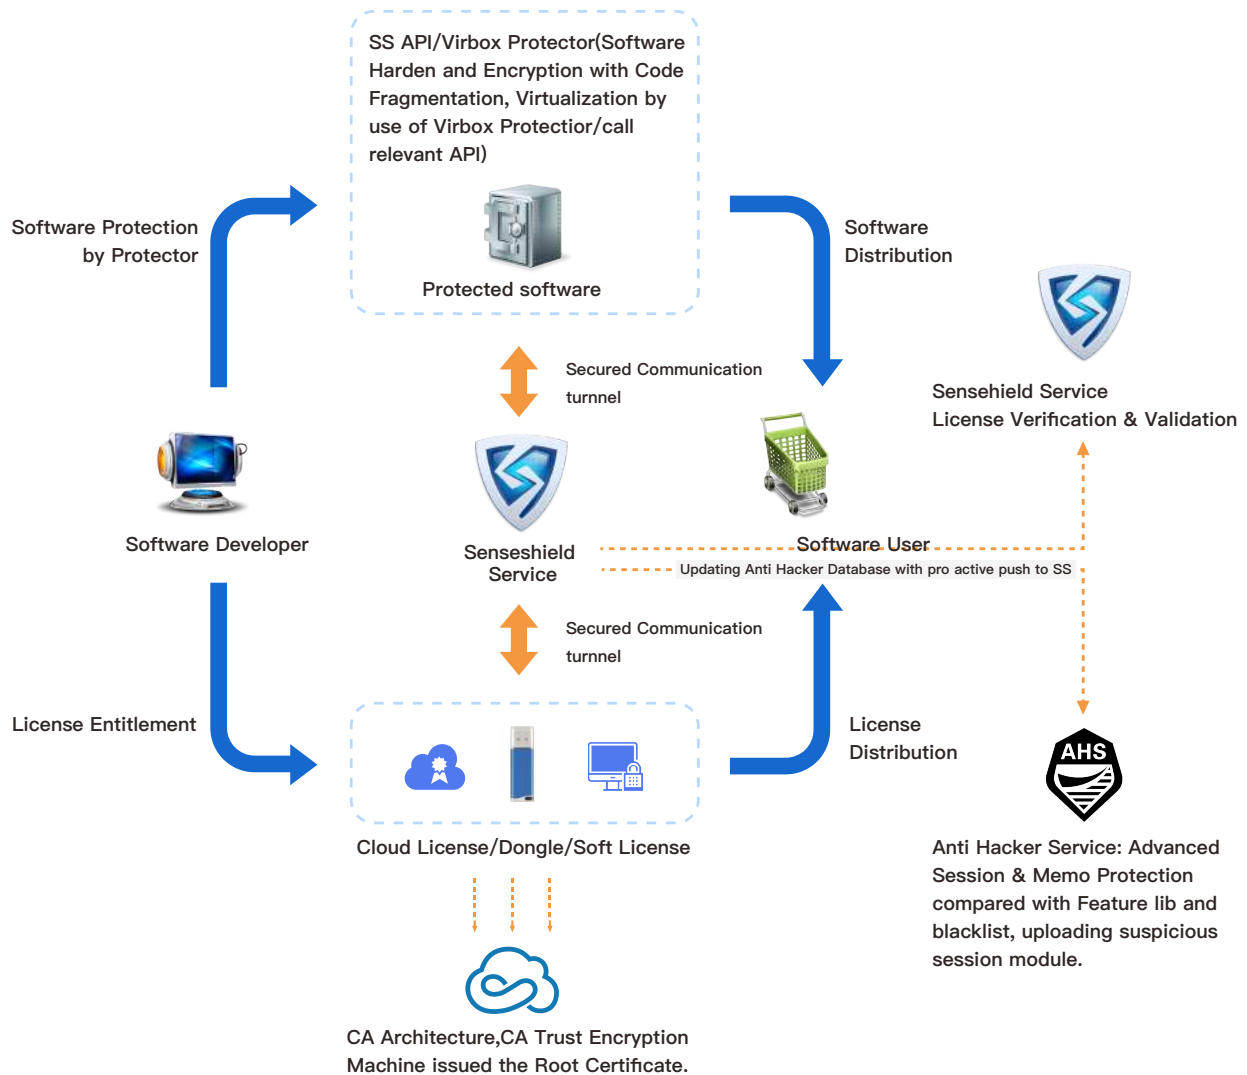 SS API/Virbox Protector(Software
Harden and Encryption with Code
Fragmentation, Virtualization by
use of Virbox Protectior/call
relevant API)
Protected software
Software Protection
by Protector
Software
Distribution
Secured Communication
turnnel
Sensehield Service
License Verification & Validation
Software Developer
Senseshield
Service
Software User
Updating Anti Hacker Database with pro active push to SS
Secured Communication
turnnel
License Entitlement
License
Distribution
AHS
Cloud License/Dongle/Soft License
Anti Hacker Service: Advanced
Session & Memo Protection
compared with Feature lib and
blacklist, uploading suspicious
session module.
CA Architecture,CA Trust Encryption
Machine issued the Root Certificate.